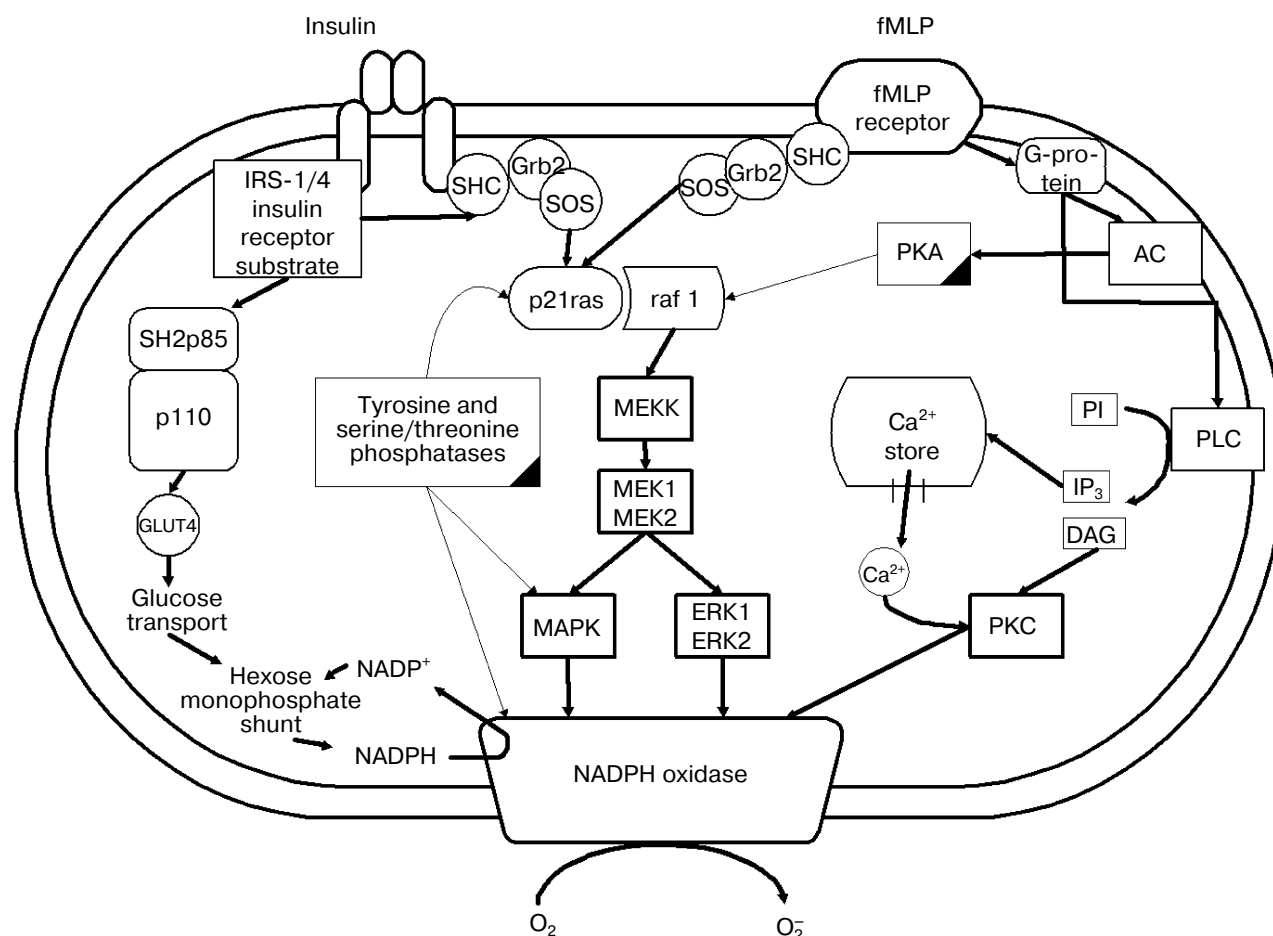 Insulin
fMLP
fMLP
receptor
G-pro-
tein
SHC
Grb2
SOS
SOS
Grb2
SHC
IRS-1/4
insulin
receptor
substrate
PKA
AC
p21ras
raf 1
SH2p85
p110
Tyrosine and
serine/threonine
phosphatases
MEKK
Ca²⁺
store
PI
PLC
IP₃
MEK1
MEK2
GLUT4
DAG
Ca²⁺
Glucose
transport
MAPK
ERK1
ERK2
PKC
Hexose
monophosphate
shunt
NADP⁺
NADPH
NADPH oxidase
O₂
O₂⁻